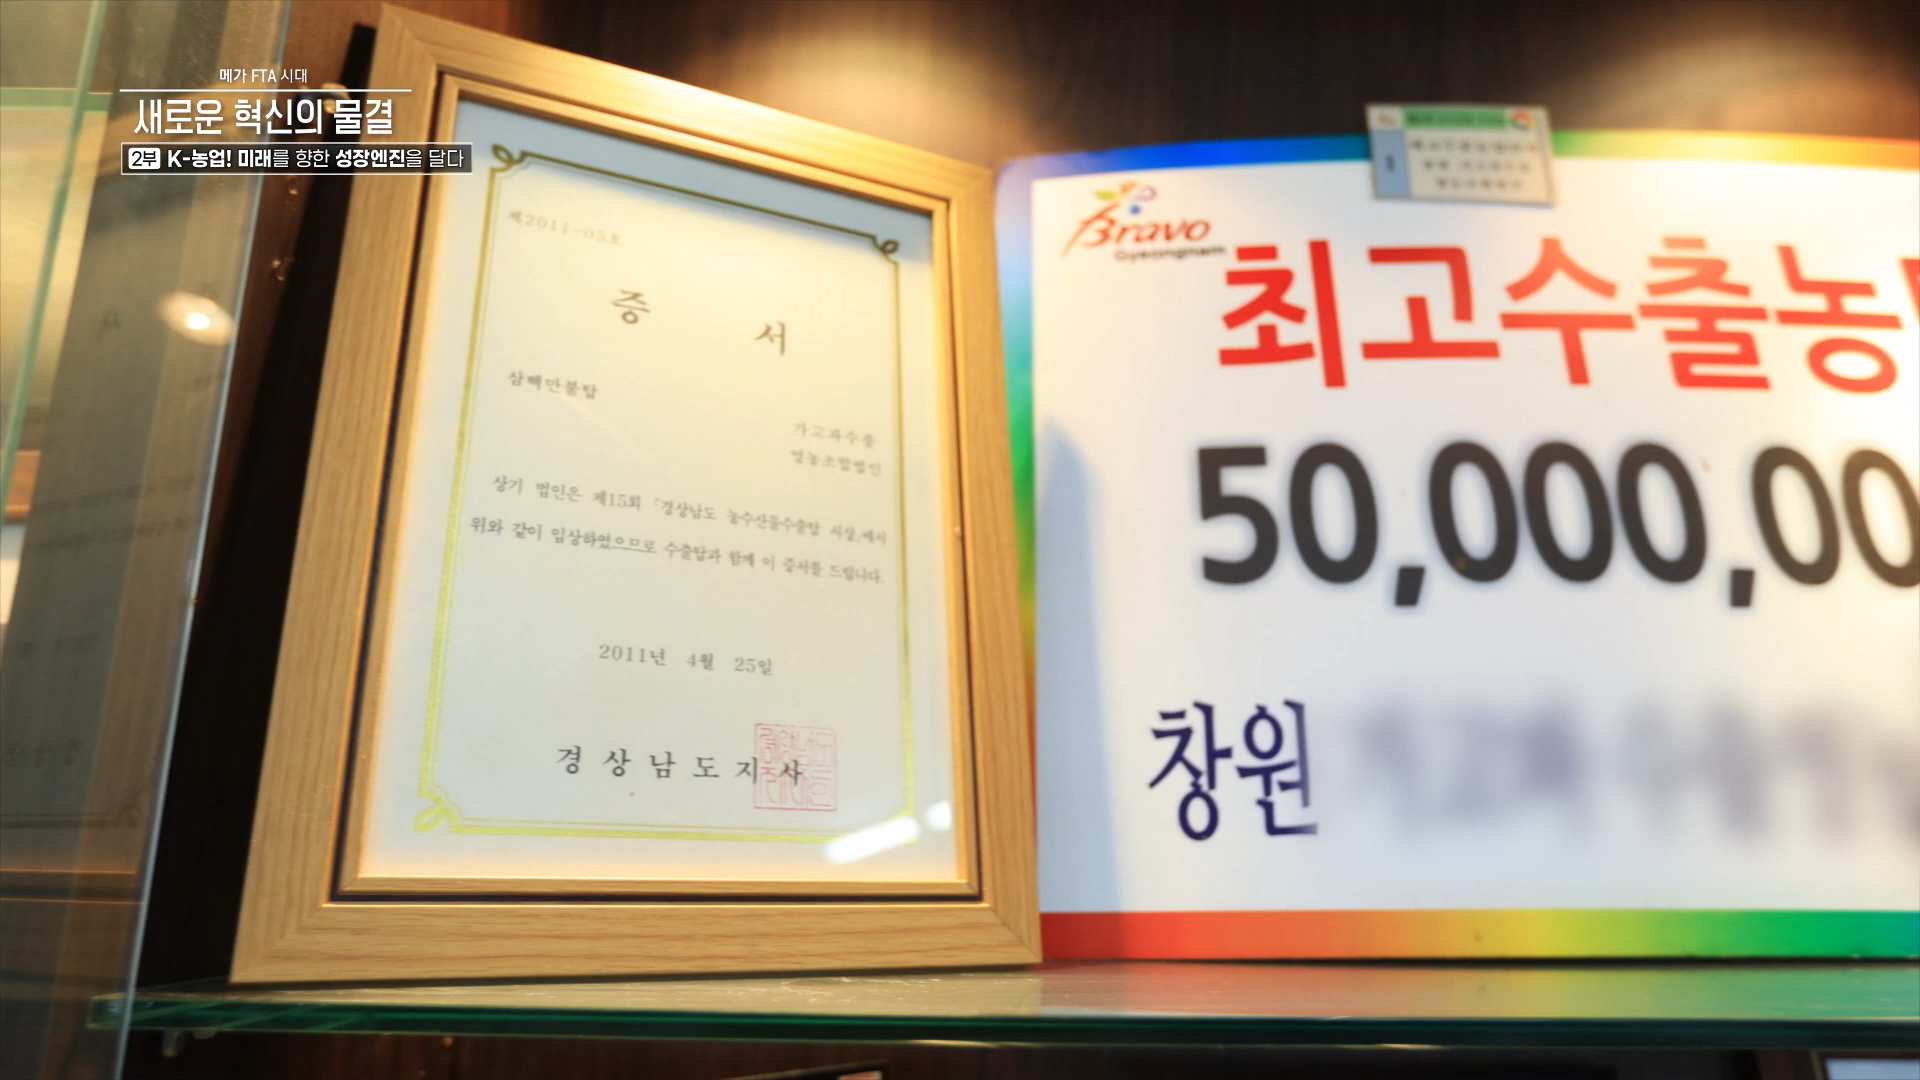 메가 FTA 시대
새로운 혁신의 물결
2부 K-농업! 미래를 향한 성장엔진을 달다
제2011-05호
증 서
삼백만불탑
가고파수출
영농조합법인
상기 법인은 제15회 「경상남도 농수산물수출탑 시상」에서
위와 같이 입상하였으므로 수출탑과 함께 이 증서를 드립니다.
2011년 4월 25일
경상남도지사
Bravo
Gyeongnam
최고수출농
50,000,00
창원